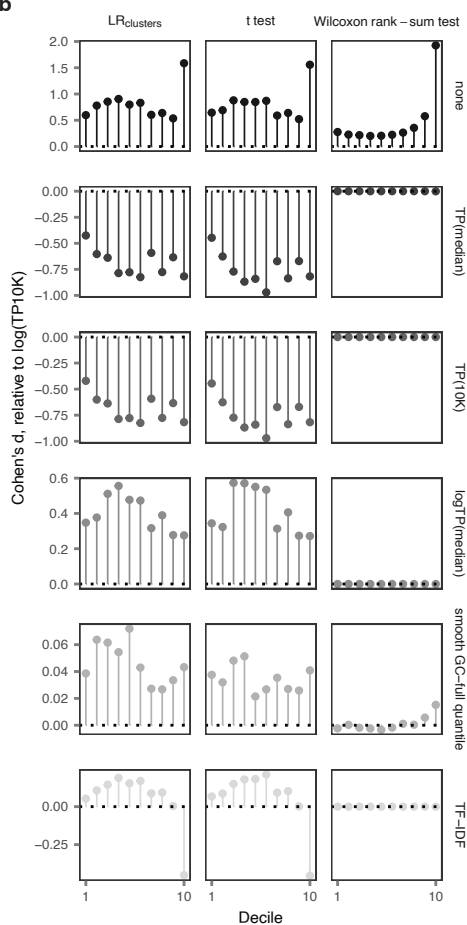 b
LRclusters t test Wilcoxon rank–sum test
2.0
1.5
1.0
0.5
0.0
none
0.00
−0.25
−0.50
−0.75
−1.00
TP(median)
0.00
−0.25
−0.50
−0.75
−1.00
TP(10K)
0.6
0.4
0.2
0.0
logTP(median)
0.06
0.04
0.02
0.00
smooth GC–full quantile
0.00
−0.25
TF–IDF
Cohen's d, relative to log(TP10K)
1 10 1 10 1 10
Decile